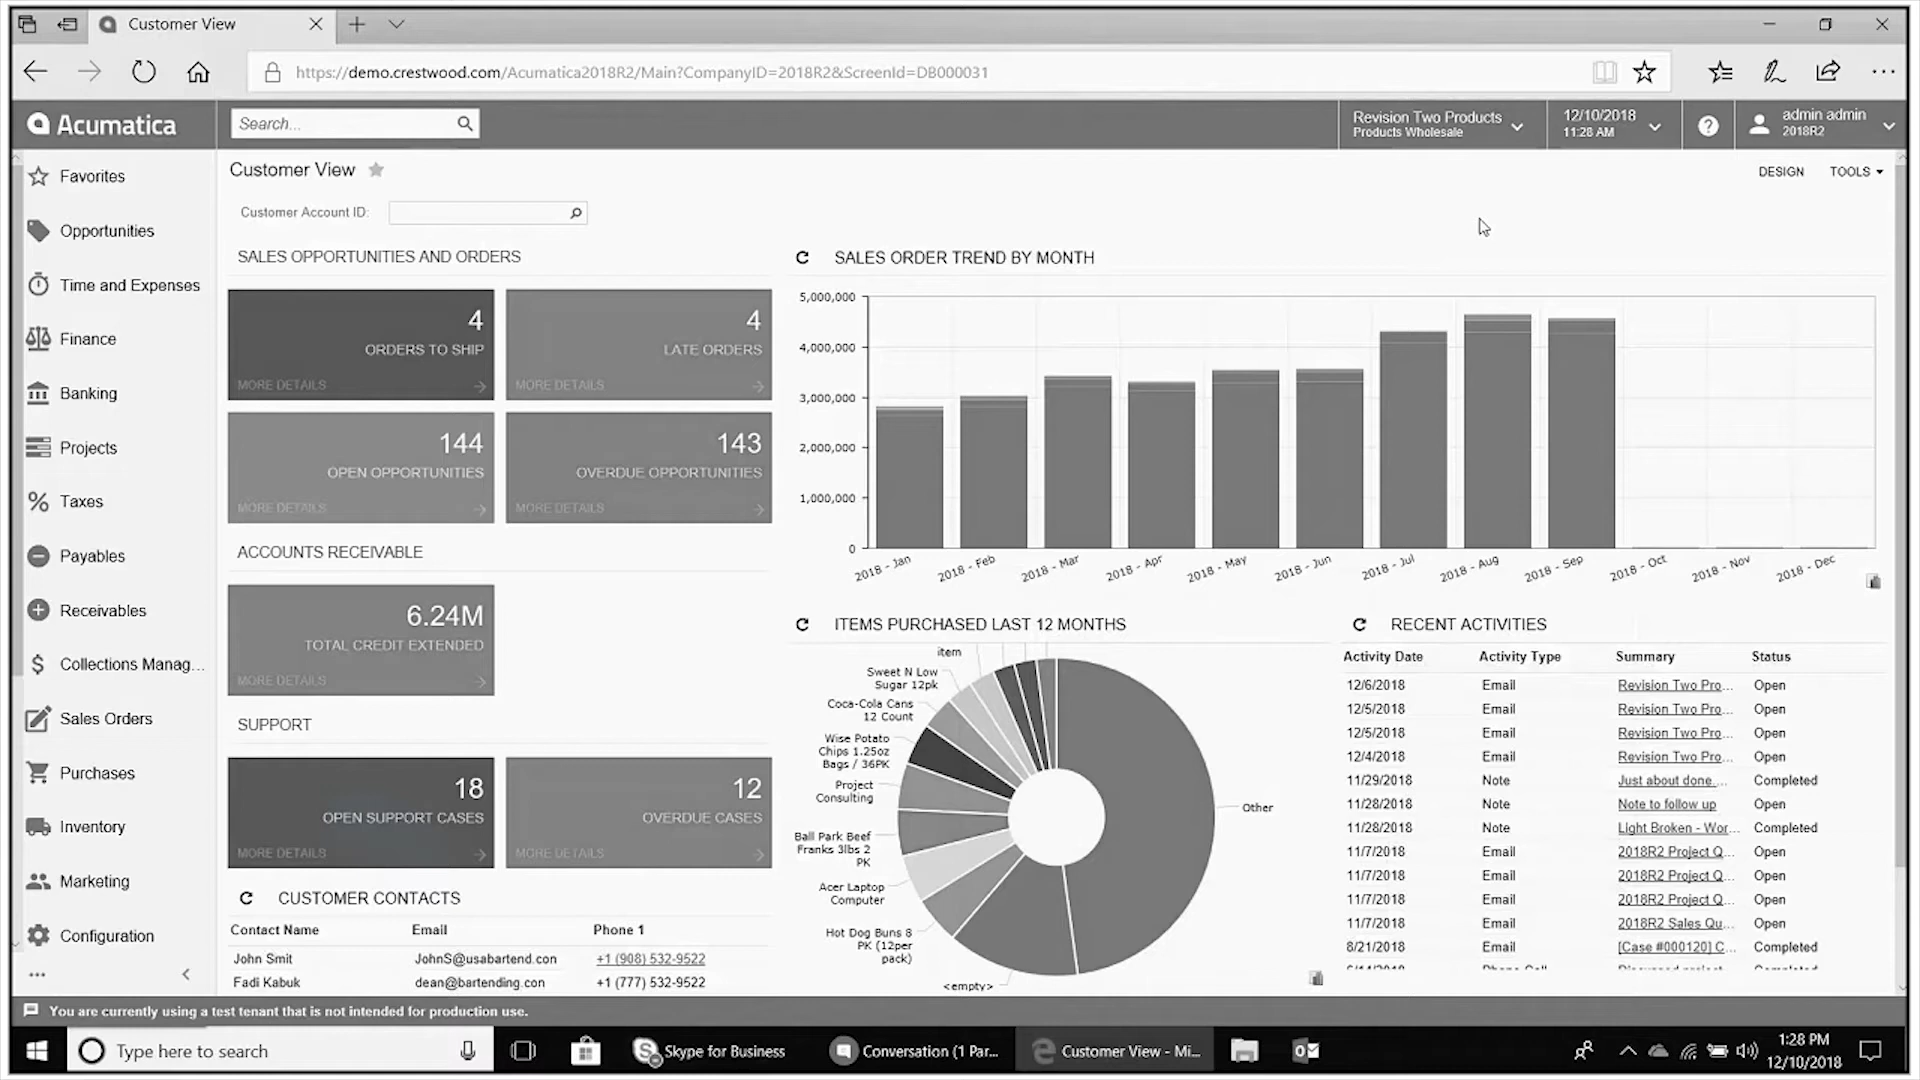 Customer View
https://demo.crestwood.com/Acumatica2018R2/Main?CompanyID=2018R2&ScreenId=DB000031
Acumatica
Search...
Revision Two Products
Products Wholesale
12/10/2018
11:28 AM
admin admin
2018R2
Favorites
Opportunities
Time and Expenses
Finance
Banking
Projects
Taxes
Payables
Receivables
Collections Manag...
Sales Orders
Purchases
Inventory
Marketing
Configuration
Customer View
DESIGN
TOOLS
Customer Account ID:
SALES OPPORTUNITIES AND ORDERS
4
ORDERS TO SHIP
MORE DETAILS
4
LATE ORDERS
MORE DETAILS
144
OPEN OPPORTUNITIES
MORE DETAILS
143
OVERDUE OPPORTUNITIES
MORE DETAILS
ACCOUNTS RECEIVABLE
6.24M
TOTAL CREDIT EXTENDED
MORE DETAILS
SUPPORT
18
OPEN SUPPORT CASES
MORE DETAILS
12
OVERDUE CASES
MORE DETAILS
CUSTOMER CONTACTS
Contact Name Email Phone 1
John Smit JohnS@usabartend.con +1 (908) 532-9522
Fadi Kabuk dean@bartending.con +1 (777) 532-9522
SALES ORDER TREND BY MONTH
5,000,000
4,000,000
3,000,000
2,000,000
1,000,000
0
2018 - Jan 2018 - Feb 2018 - Mar 2018 - Apr 2018 - May 2018 - Jun 2018 - Jul 2018 - Aug 2018 - Sep 2018 - Oct 2018 - Nov 2018 - Dec
ITEMS PURCHASED LAST 12 MONTHS
item
Sweet N Low
Sugar 12pk
Coca-Cola Cans
12 Count
Wise Potato
Chips 1.25oz
Bags / 36PK
Project
Consulting
Ball Park Beef
Franks 3lbs 2
PK
Acer Laptop
Computer
Hot Dog Buns 8
PK (12per
pack)
<empty>
Other
RECENT ACTIVITIES
Activity Date Activity Type Summary Status
12/6/2018 Email Revision Two Pro... Open
12/5/2018 Email Revision Two Pro... Open
12/5/2018 Email Revision Two Pro... Open
12/4/2018 Email Revision Two Pro... Open
11/29/2018 Note Just about done.... Completed
11/28/2018 Note Note to follow up Open
11/28/2018 Note Light Broken - Wor... Completed
11/7/2018 Email 2018R2 Project Q... Open
11/7/2018 Email 2018R2 Project Q... Open
11/7/2018 Email 2018R2 Project Q... Open
11/7/2018 Email 2018R2 Sales Qu... Open
8/21/2018 Email [Case #000120] C... Completed
You are currently using a test tenant that is not intended for production use.
Type here to search
Skype for Business
Conversation (1 Par...
Customer View - Mi...
1:28 PM
12/10/2018